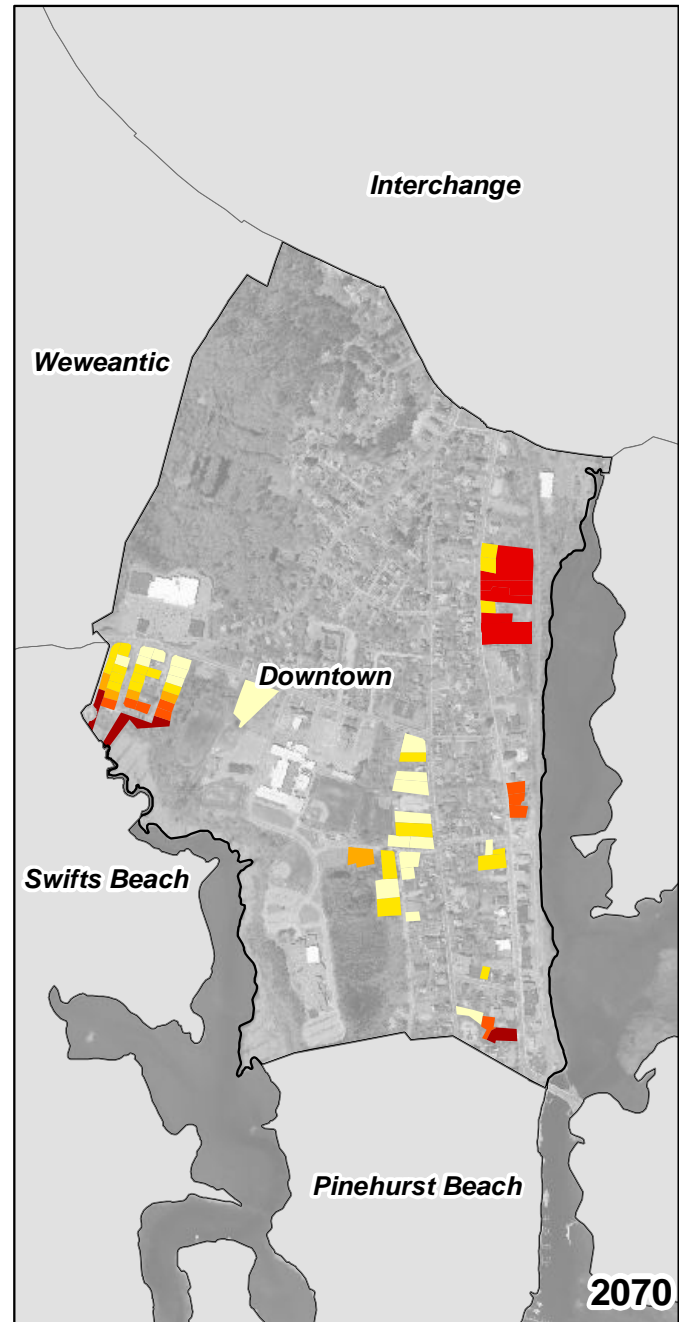 Interchange
Weweantic
Downtown
Swifts Beach
Pinehurst Beach
2070